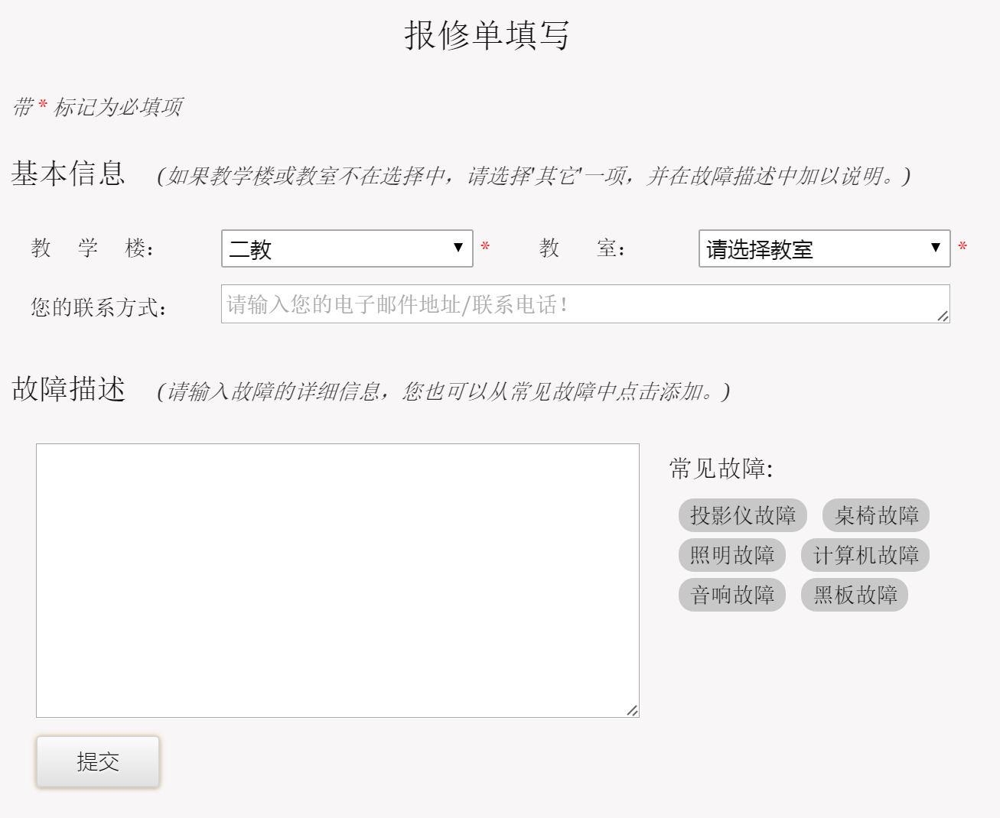 报修单填写
带 * 标记为必填项
基本信息 (如果教学楼或教室不在选择中，请选择'其它'一项，并在故障描述中加以说明。)
教 学 楼： 二教 * 教 室： 请选择教室 *
您的联系方式： 请输入您的电子邮件地址/联系电话！
故障描述 (请输入故障的详细信息，您也可以从常见故障中点击添加。)
常见故障:
投影仪故障 桌椅故障
照明故障 计算机故障
音响故障 黑板故障
提交